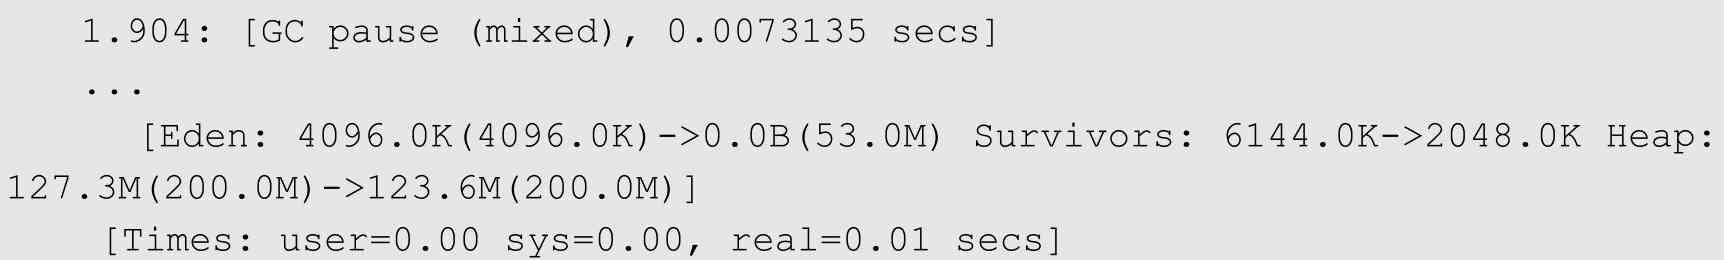 1.904: [GC pause (mixed), 0.0073135 secs]
...
[Eden: 4096.0K(4096.0K)->0.0B(53.0M) Survivors: 6144.0K->2048.0K Heap:
127.3M(200.0M)->123.6M(200.0M)]
[Times: user=0.00 sys=0.00, real=0.01 secs]